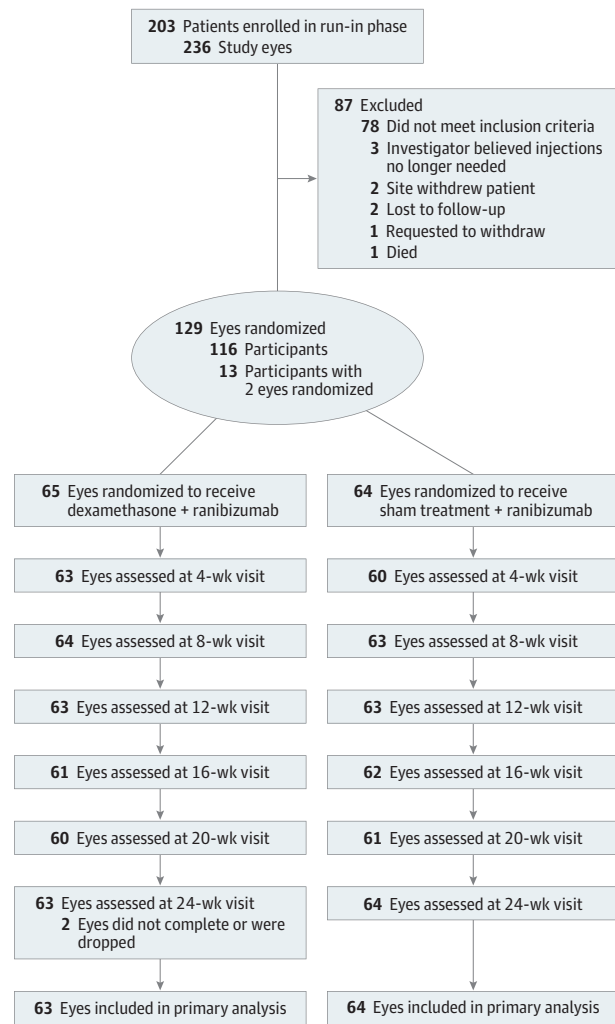 203 Patients enrolled in run-in phase
236 Study eyes
87 Excluded
78 Did not meet inclusion criteria
3 Investigator believed injections
no longer needed
2 Site withdrew patient
2 Lost to follow-up
1 Requested to withdraw
1 Died
129 Eyes randomized
116 Participants
13 Participants with
2 eyes randomized
65 Eyes randomized to receive
dexamethasone + ranibizumab
64 Eyes randomized to receive
sham treatment + ranibizumab
63 Eyes assessed at 4-wk visit
60 Eyes assessed at 4-wk visit
64 Eyes assessed at 8-wk visit
63 Eyes assessed at 8-wk visit
63 Eyes assessed at 12-wk visit
63 Eyes assessed at 12-wk visit
61 Eyes assessed at 16-wk visit
62 Eyes assessed at 16-wk visit
60 Eyes assessed at 20-wk visit
61 Eyes assessed at 20-wk visit
63 Eyes assessed at 24-wk visit
2 Eyes did not complete or were
dropped
64 Eyes assessed at 24-wk visit
63 Eyes included in primary analysis
64 Eyes included in primary analysis